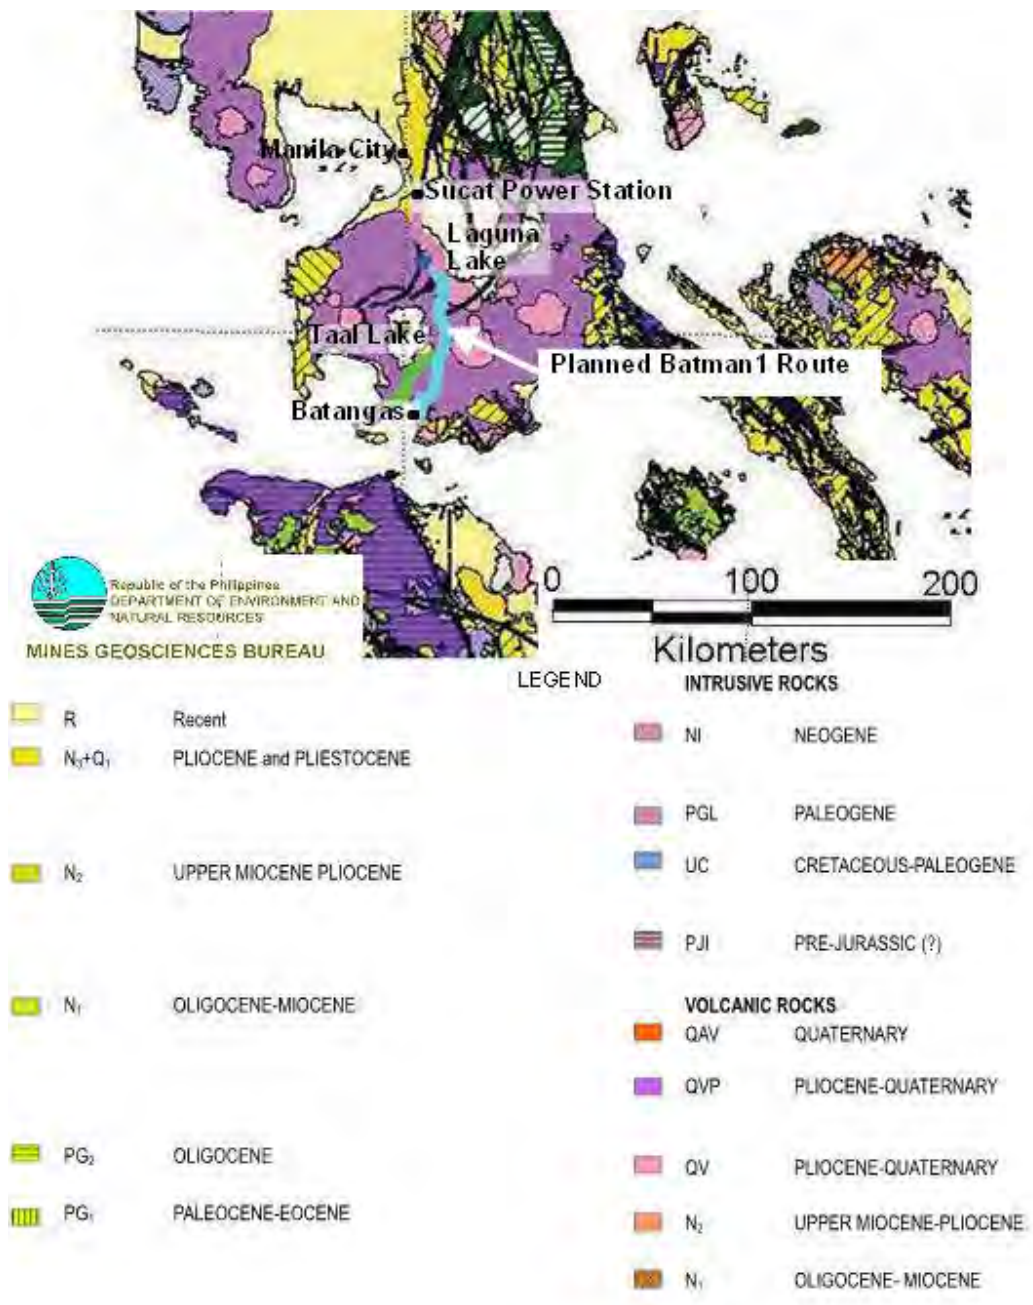 Manila City
Sucat Power Station
Laguna
Lake
Taal Lake
Planned Batman1 Route
Batangas
Republic of the Philippines
DEPARTMENT OF ENVIRONMENT AND
NATURAL RESOURCES
MINES GEOSCIENCES BUREAU
0 100 200
Kilometers
LEGEND
R Recent
N₃+Q₁ PLIOCENE and PLIESTOCENE
N₂ UPPER MIOCENE PLIOCENE
N₁ OLIGOCENE-MIOCENE
PG₂ OLIGOCENE
PG₁ PALEOCENE-EOCENE
INTRUSIVE ROCKS
NI NEOGENE
PGL PALEOGENE
UC CRETACEOUS-PALEOGENE
PJI PRE-JURASSIC (?)
VOLCANIC ROCKS
QAV QUATERNARY
QVP PLIOCENE-QUATERNARY
QV PLIOCENE-QUATERNARY
N₂ UPPER MIOCENE-PLIOCENE
N₁ OLIGOCENE- MIOCENE